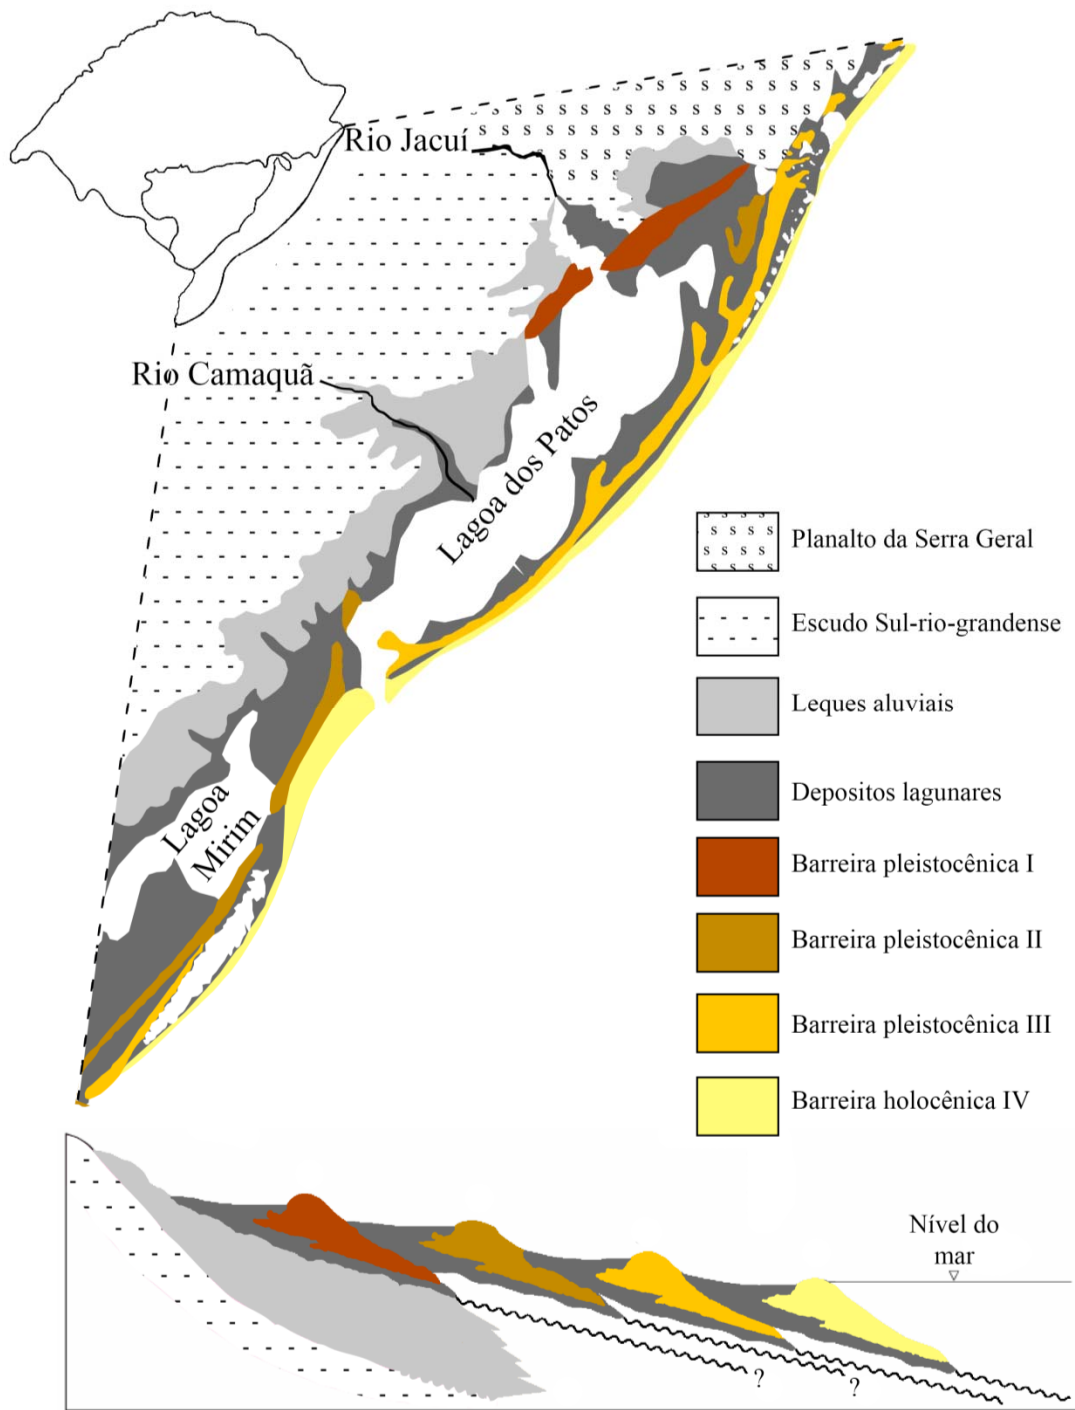 Rio Jacuí
Rio Camaquã
Lagoa dos Patos
Lagoa
Mirim
Planalto da Serra Geral
Escudo Sul-rio-grandense
Leques aluviais
Depositos lagunares
Barreira pleistocênica I
Barreira pleistocênica II
Barreira pleistocênica III
Barreira holocênica IV
Nível do
mar
?
?